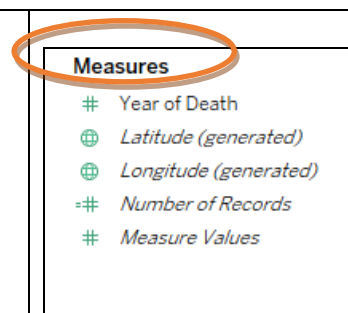 Measures
# Year of Death
Latitude (generated)
Longitude (generated)
=# Number of Records
# Measure Values